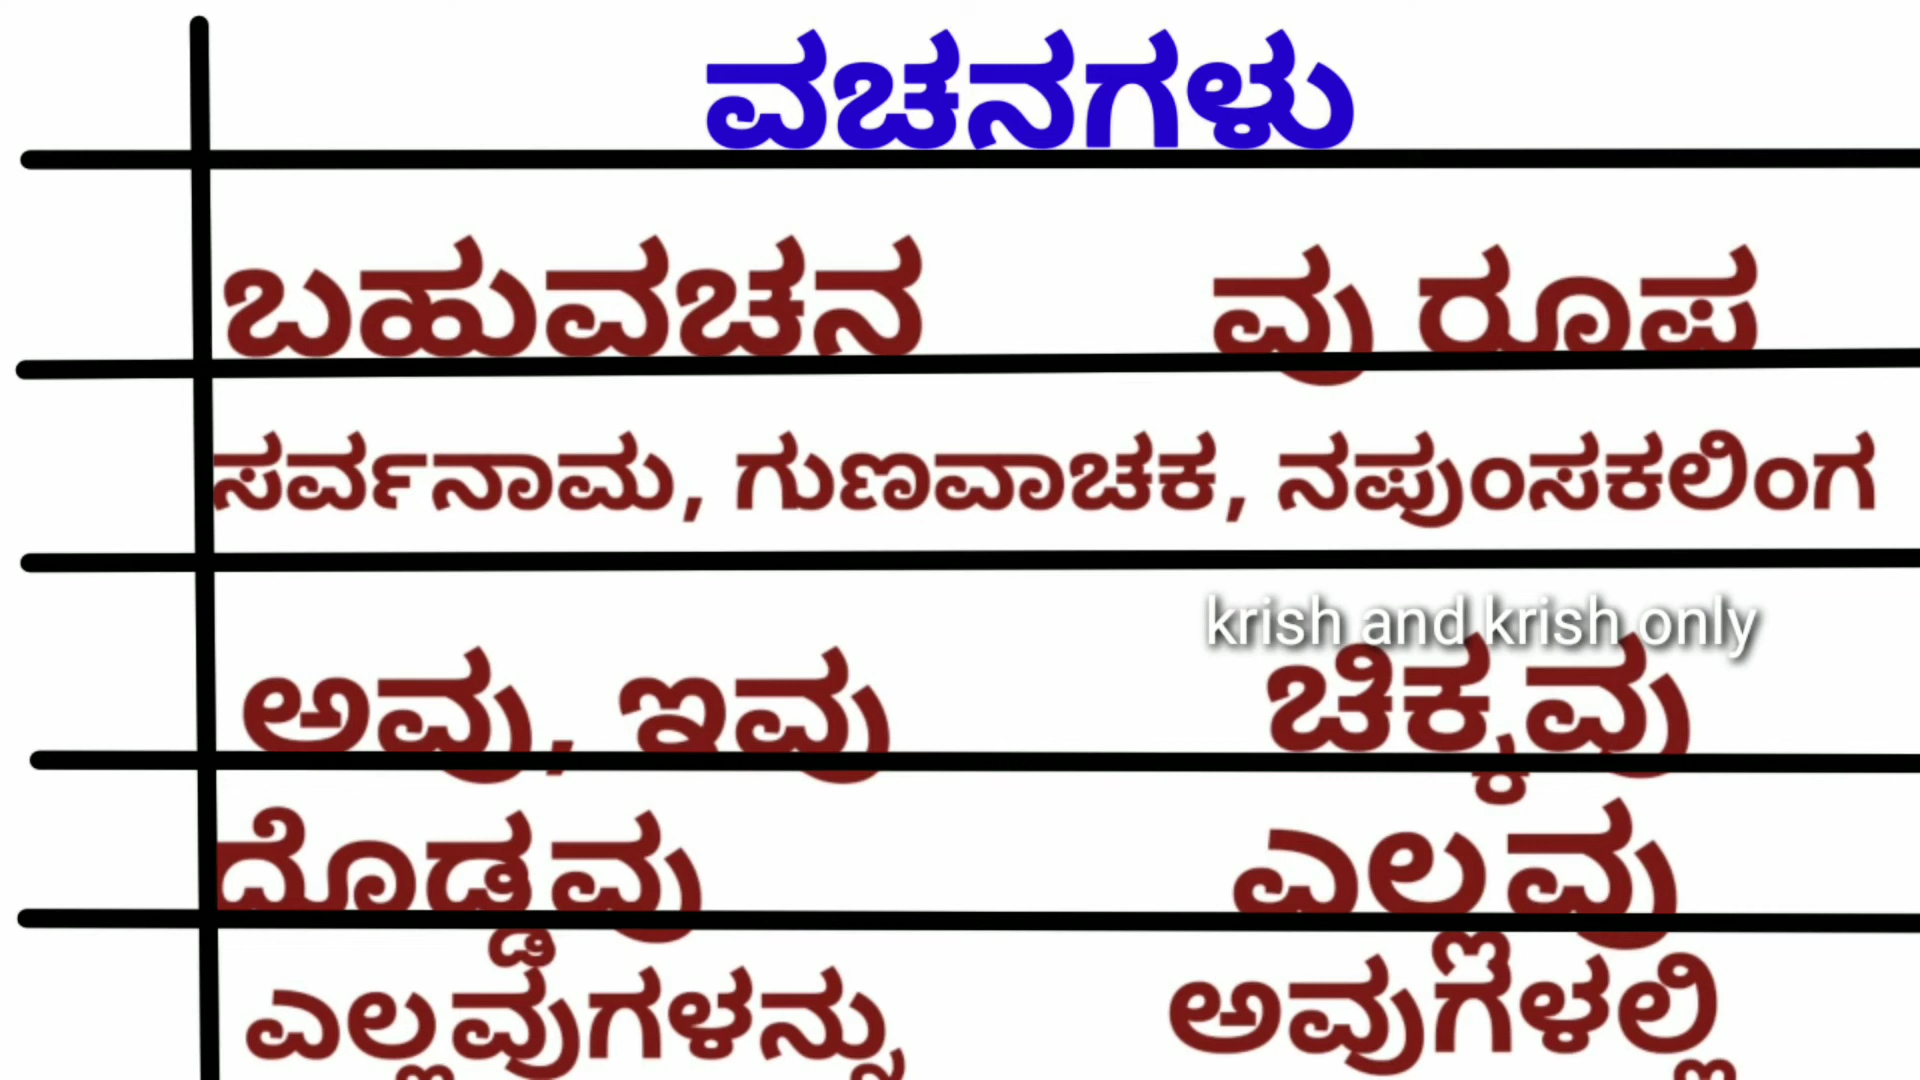 ವಚನಗಳು
ಬಹುವಚನ ವು ರೂಪ
ಸರ್ವನಾಮ, ಗುಣವಾಚಕ, ನಪುಂಸಕಲಿಂಗ
krish and krish only
ಅವು, ಇವು ಚಿಕ್ಕವು
ದೊಡ್ಡವು ಎಲ್ಲವು
ಎಲ್ಲವುಗಳನ್ನು ಅವುಗಳಲ್ಲಿ